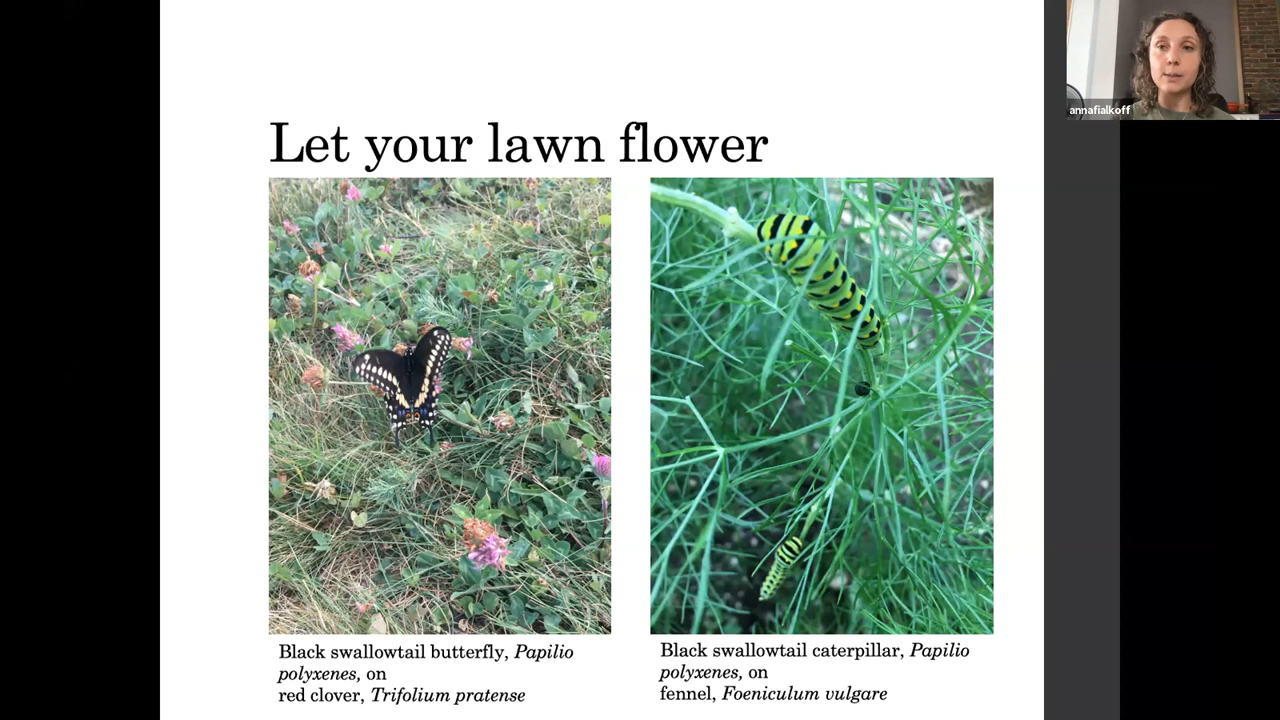 annafialkoff
Let your lawn flower
Black swallowtail butterfly, Papilio
polyxenes, on
red clover, Trifolium pratense
Black swallowtail caterpillar, Papilio
polyxenes, on
fennel, Foeniculum vulgare